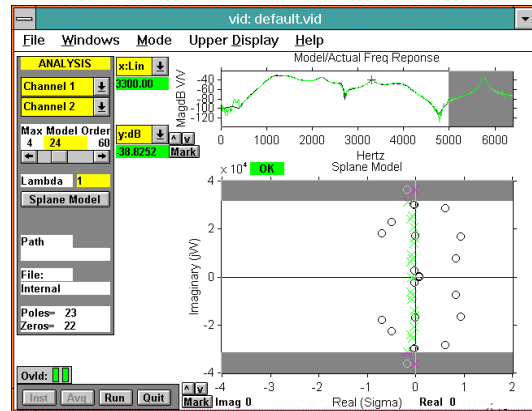 vid: default.vid
File Windows Mode Upper Display Help
ANALYSIS
Channel 1
Channel 2
Max Model Order
4 24 60
Lambda 1
Splane Model
Path
File:
Internal
Poles= 23
Zeros= 22
Ovld:
Inst Avg Run Quit
x:Lin
3300.00
y:dB
-38.8252
^ v
Mark
Model/Actual Freq Reponse
MagdB V/V
-40
-80
-100
-120
0 1000 2000 3000 4000 5000 6000
Hertz
x 10⁴
OK
Splane Model
Imaginary (jW)
4
2
0
-2
-4
-4 -3 -2 -1 0 1 2
Real (Sigma)
^ v
Mark
Imag 0
Real 0